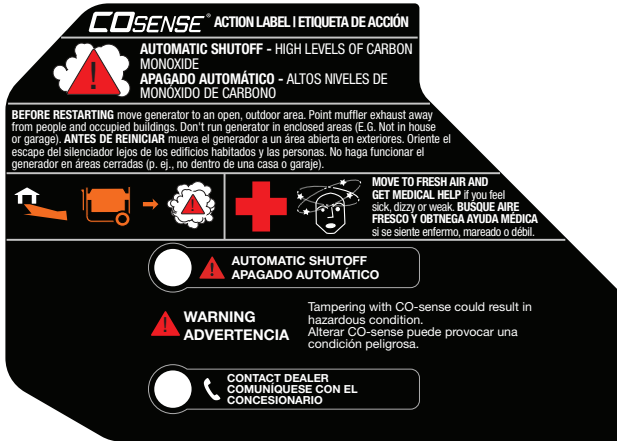 COSENSE® ACTION LABEL | ETIQUETA DE ACCIÓN
AUTOMATIC SHUTOFF - HIGH LEVELS OF CARBON
MONOXIDE
APAGADO AUTOMÁTICO - ALTOS NIVELES DE
MONÓXIDO DE CARBONO
BEFORE RESTARTING move generator to an open, outdoor area. Point muffler exhaust away
from people and occupied buildings. Don't run generator in enclosed areas (E.G. Not in house
or garage). ANTES DE REINICIAR mueva el generador a un área abierta en exteriores. Oriente el
escape del silenciador lejos de los edificios habitados y las personas. No haga funcionar el
generador en áreas cerradas (p. ej., no dentro de una casa o garaje).
MOVE TO FRESH AIR AND
GET MEDICAL HELP if you feel
sick, dizzy or weak. BUSQUE AIRE
FRESCO Y OBTNEGA AYUDA MÉDICA
si se siente enfermo, mareado o débil.
AUTOMATIC SHUTOFF
APAGADO AUTOMÁTICO
WARNING
ADVERTENCIA
Tampering with CO-sense could result in
hazardous condition.
Alterar CO-sense puede provocar una
condición peligrosa.
CONTACT DEALER
COMUNÍQUESE CON EL
CONCESIONARIO